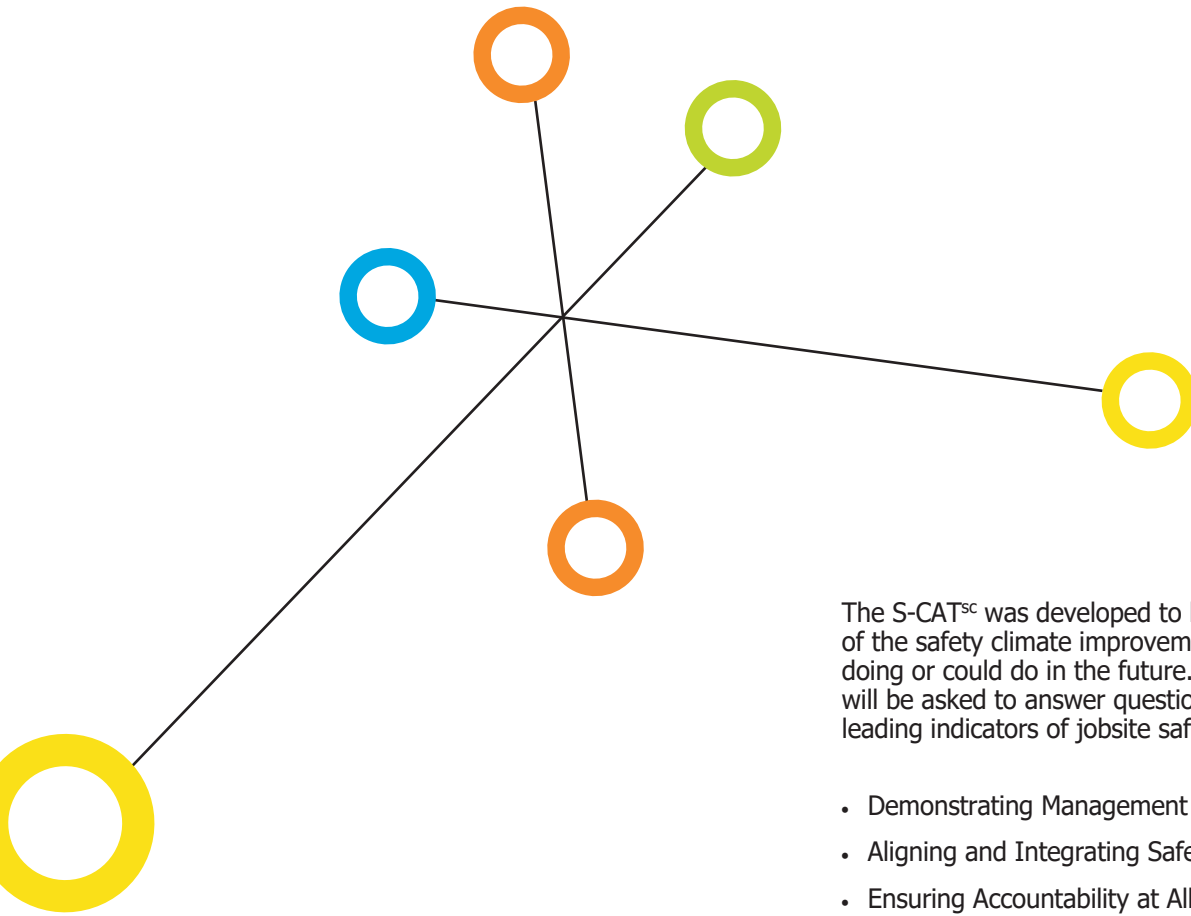 The S-CATˢᶜ was developed to
of the safety climate improvem
doing or could do in the future.
will be asked to answer questio
leading indicators of jobsite saf
• Demonstrating Management
• Aligning and Integrating Safe
• Ensuring Accountability at All